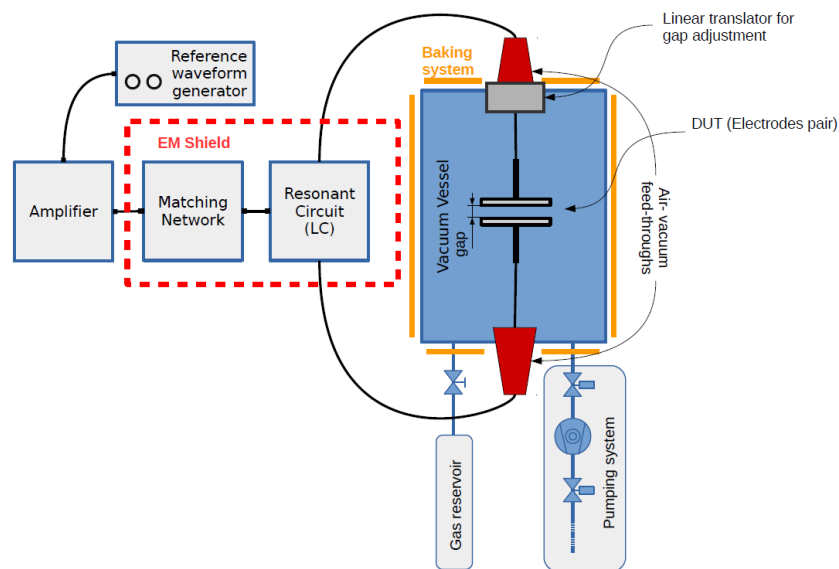 Reference
waveform
generator
EM Shield
Amplifier
Matching
Network
Resonant
Circuit
(LC)
Baking
system
Linear translator for
gap adjustment
DUT (Electrodes pair)
Air- vacuum
feed-throughs
Vacuum Vessel
gap
Gas reservoir
Pumping system